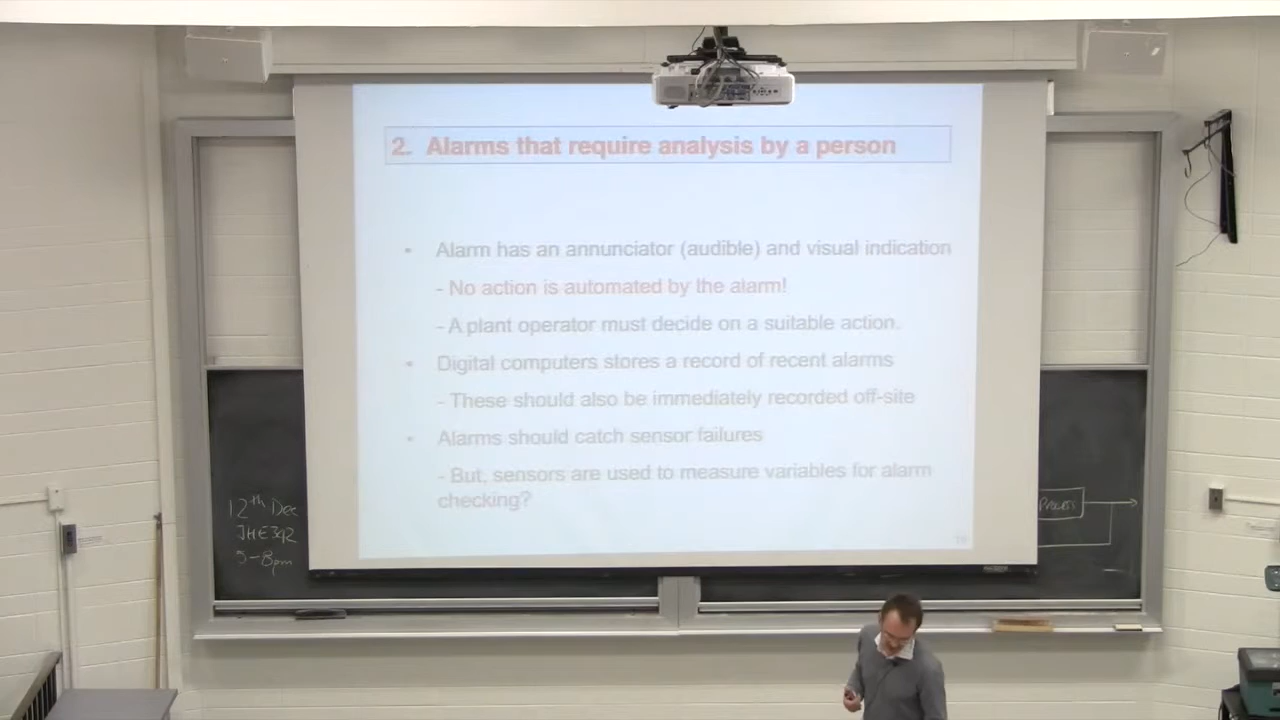 2. Alarms that require analysis by a person
• Alarm has an annunciator (audible) and visual indication
- No action is automated by the alarm!
- A plant operator must decide on a suitable action.
• Digital computers stores a record of recent alarms
- These should also be immediately recorded off-site
• Alarms should catch sensor failures
- But, sensors are used to measure variables for alarm
checking?
12th Dec
JHE342
5-8pm
PROCESS